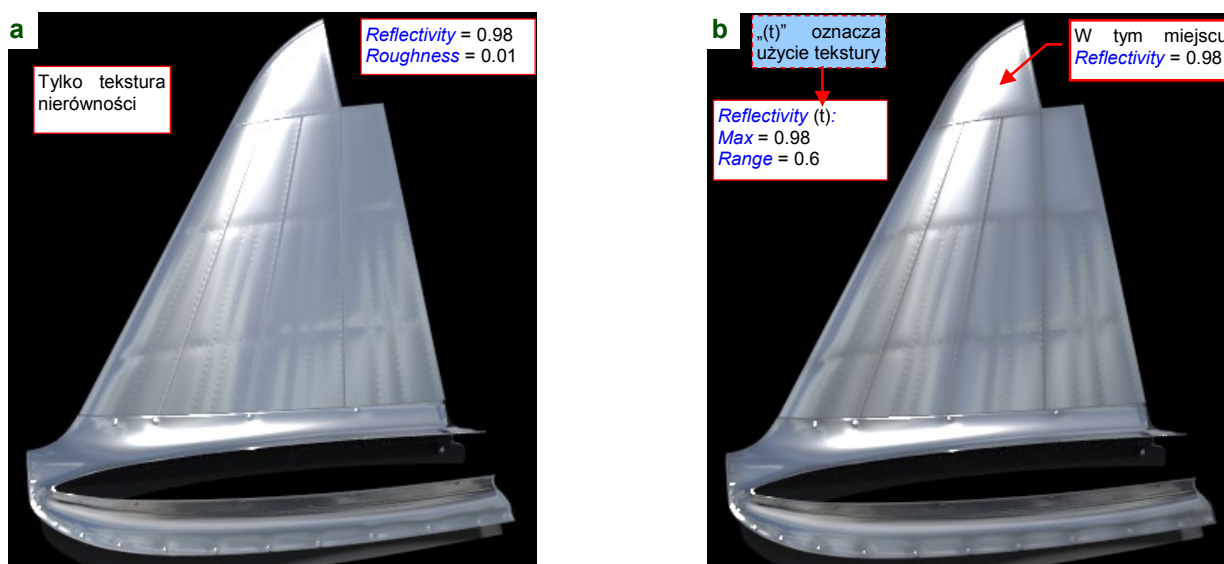 a
Reflectivity = 0.98
Roughness = 0.01
Tylko tekstura
nierówności
b
„(t)” oznacza
użycie tekstury
W tym miejscu
Reflectivity = 0.98
Reflectivity (t):
Max = 0.98
Range = 0.6